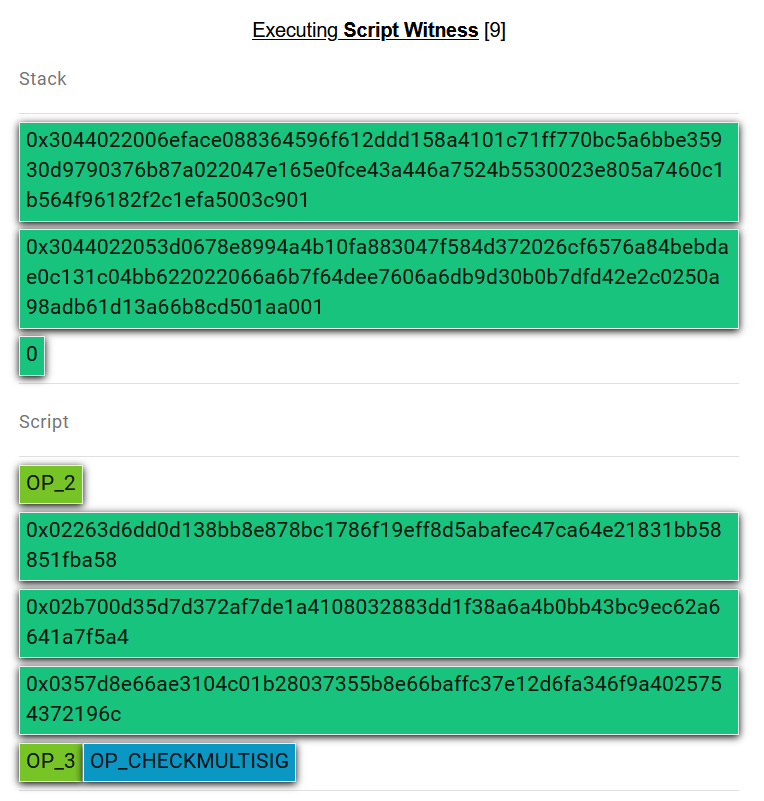 Executing Script Witness [9]
Stack
0x3044022006eface088364596f612ddd158a4101c71ff770bc5a6bbe359
30d9790376b87a022047e165e0fce43a446a7524b5530023e805a7460c1
b564f96182f2c1efa5003c901
0x3044022053d0678e8994a4b10fa883047f584d372026cf6576a84bebda
e0c131c04bb622022066a6b7f64dee7606a6db9d30b0b7dfd42e2c0250a
98adb61d13a66b8cd501aa001
0
Script
OP_2
0x02263d6dd0d138bb8e878bc1786f19eff8d5abafec47ca64e21831bb58
851fba58
0x02b700d35d7d372af7de1a4108032883dd1f38a6a4b0bb43bc9ec62a6
641a7f5a4
0x0357d8e66ae3104c01b28037355b8e66baffc37e12d6fa346f9a402575
4372196c
OP_3 OP_CHECKMULTISIG